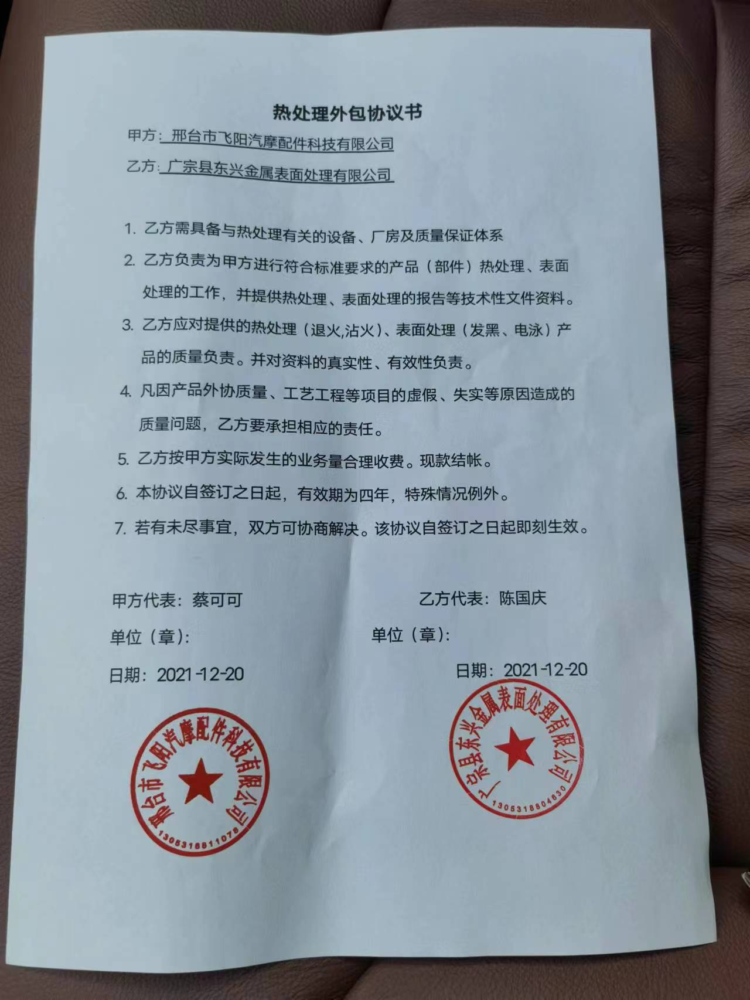 热处理外包协议书
甲方：邢台市飞阳汽摩配件科技有限公司
乙方：广宗县东兴金属表面处理有限公司
1. 乙方需具备与热处理有关的设备、厂房及质量保证体系
2. 乙方负责为甲方进行符合标准要求的产品（部件）热处理、表面
处理的工作，并提供热处理、表面处理的报告等技术性文件资料。
3. 乙方应对提供的热处理（退火,沾火）、表面处理（发黑、电泳）产
品的质量负责。并对资料的真实性、有效性负责。
4. 凡因产品外协质量、工艺工程等项目的虚假、失实等原因造成的
质量问题，乙方要承担相应的责任。
5. 乙方按甲方实际发生的业务量合理收费。现款结帐。
6. 本协议自签订之日起，有效期为四年，特殊情况例外。
7. 若有未尽事宜，双方可协商解决。该协议自签订之日起即刻生效。
甲方代表：蔡可可
乙方代表：陈国庆
单位（章）：
单位（章）：
日期：2021-12-20
日期：2021-12-20
邢台市飞阳汽摩配件科技有限公司
1305318811078
广宗县东兴金属表面处理有限公司
1305318804630